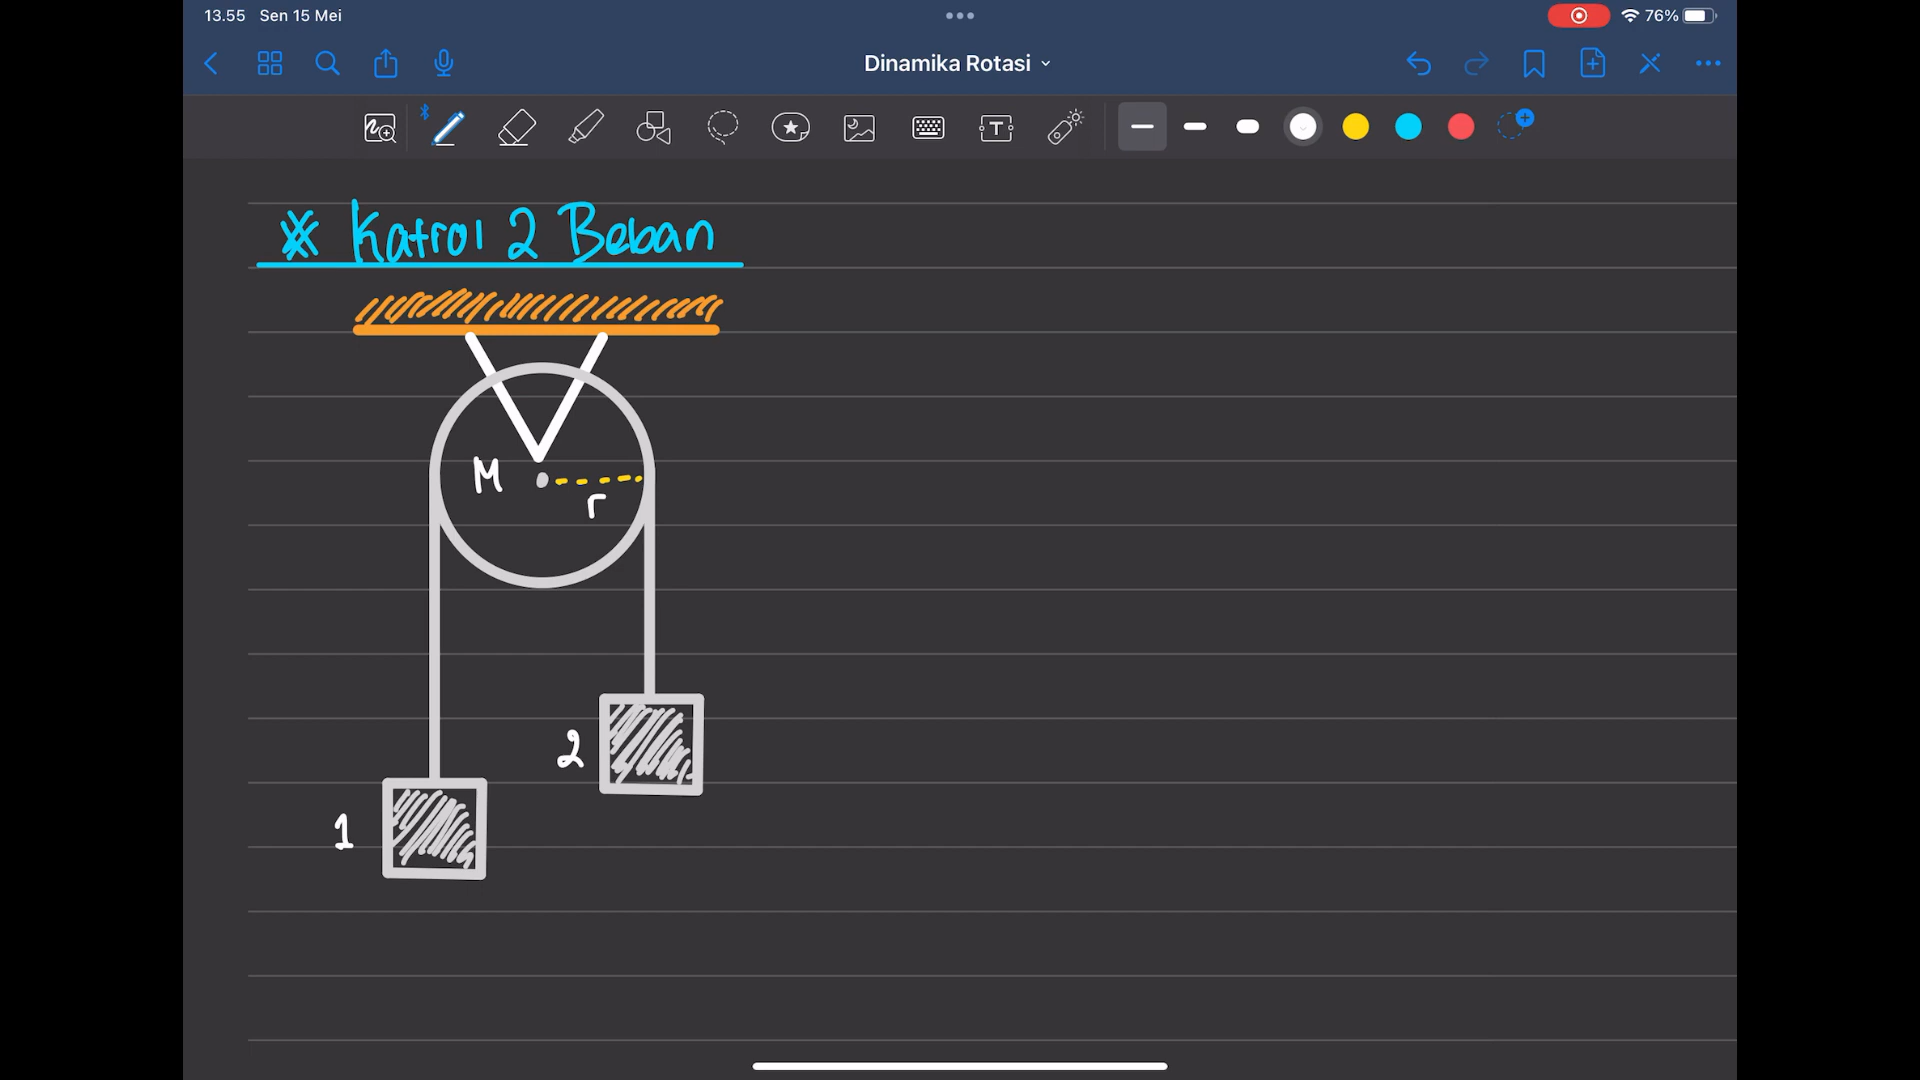 13.55 Sen 15 Mei
76%
Dinamika Rotasi
T
* Katrol 2 Beban
M
r
2
1